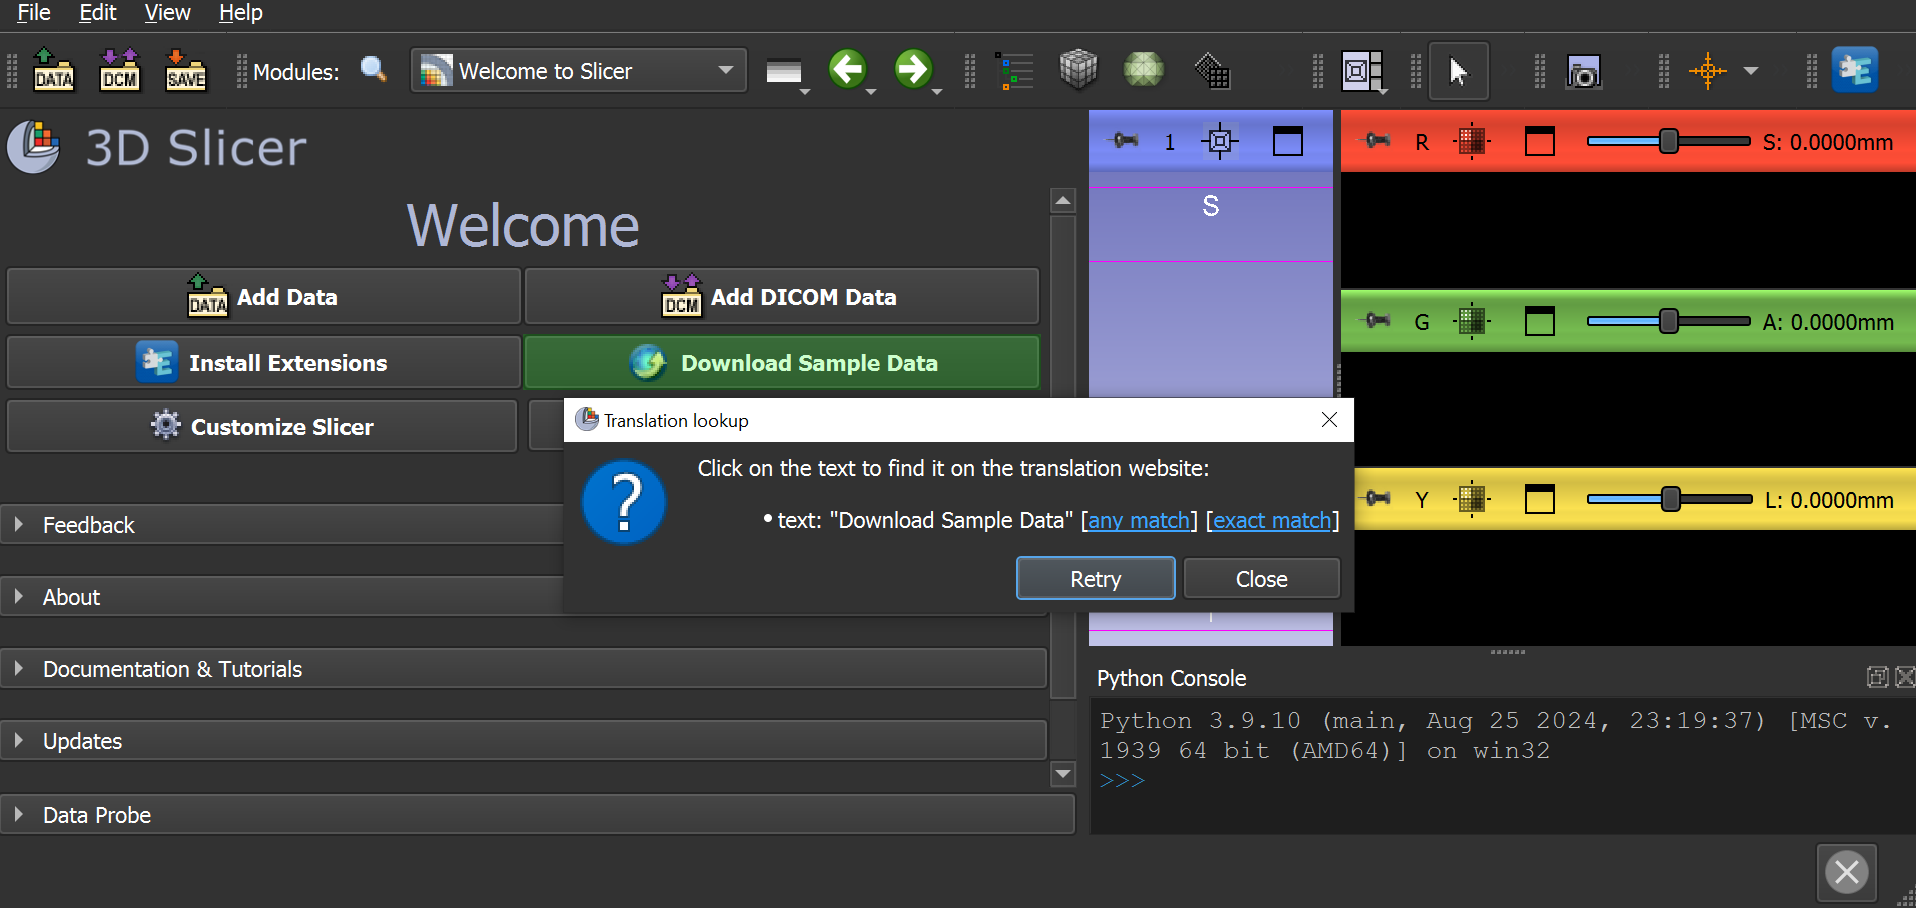 File Edit View Help
DATA DCM SAVE Modules: Welcome to Slicer
3D Slicer
1 R S: 0.0000mm
S
Welcome
DATA Add Data DCM Add DICOM Data
G A: 0.0000mm
Install Extensions Download Sample Data
Customize Slicer
Translation lookup
Click on the text to find it on the translation website:
• text: "Download Sample Data" [any match] [exact match]
Retry Close
Y L: 0.0000mm
Feedback
About
Documentation & Tutorials
Updates
Data Probe
Python Console
Python 3.9.10 (main, Aug 25 2024, 23:19:37) [MSC v.
1939 64 bit (AMD64)] on win32
>>>